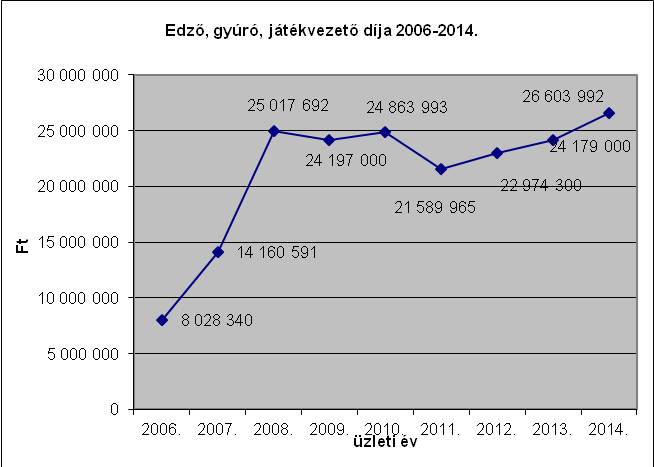 Edző, gyúró, játékvezető díja 2006-2014.
30 000 000
25 000 000
20 000 000
15 000 000
10 000 000
5 000 000
0
Ft
8 028 340
14 160 591
25 017 692
24 197 000
24 863 993
21 589 965
22 974 300
24 179 000
26 603 992
2006. 2007. 2008. 2009. 2010. 2011. 2012. 2013. 2014.
üzleti év